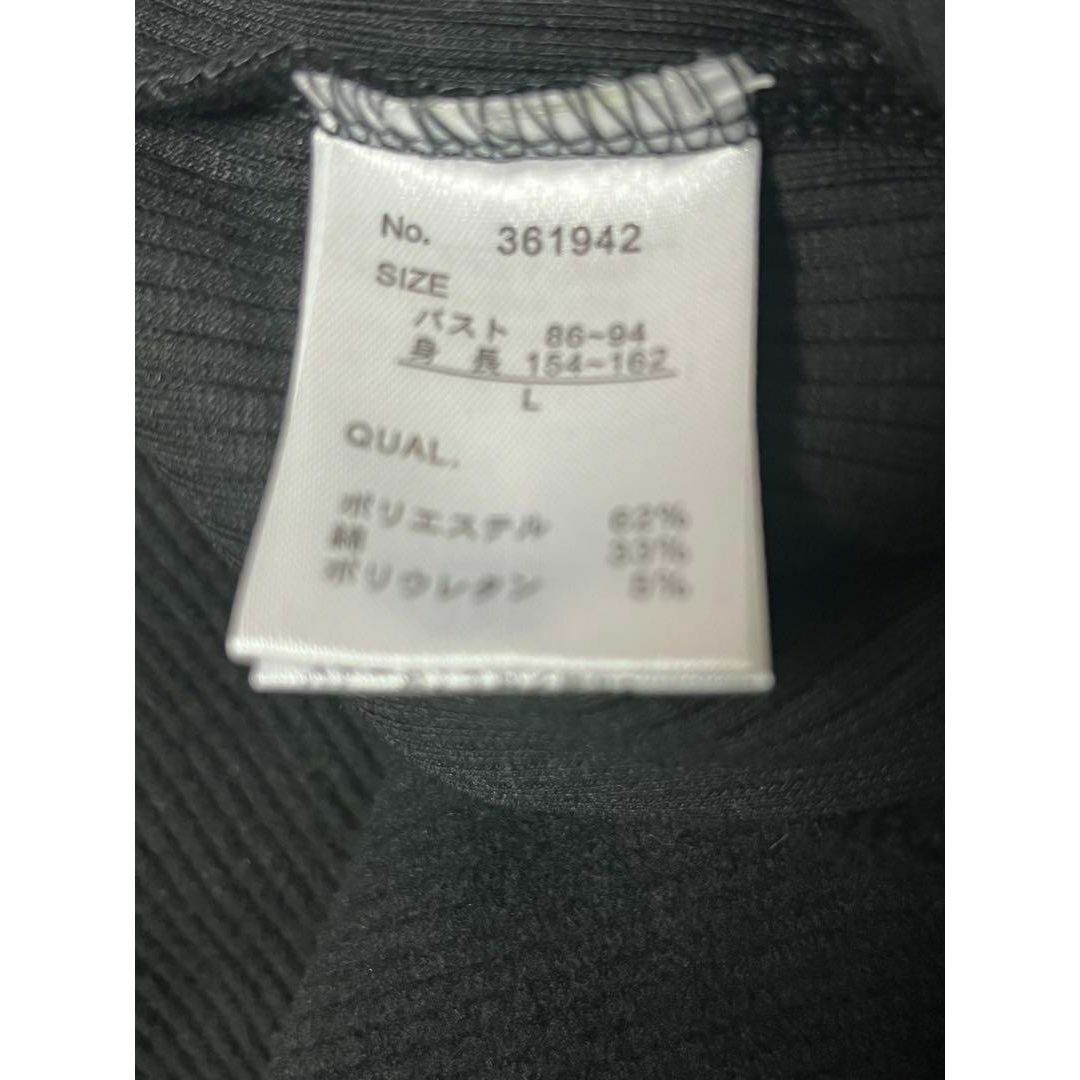 No. 361942
SIZE
バスト 86~94
身長 154~162
L
QUAL.
ポリエステル 62%
綿 33%
ポリウレタン 5%